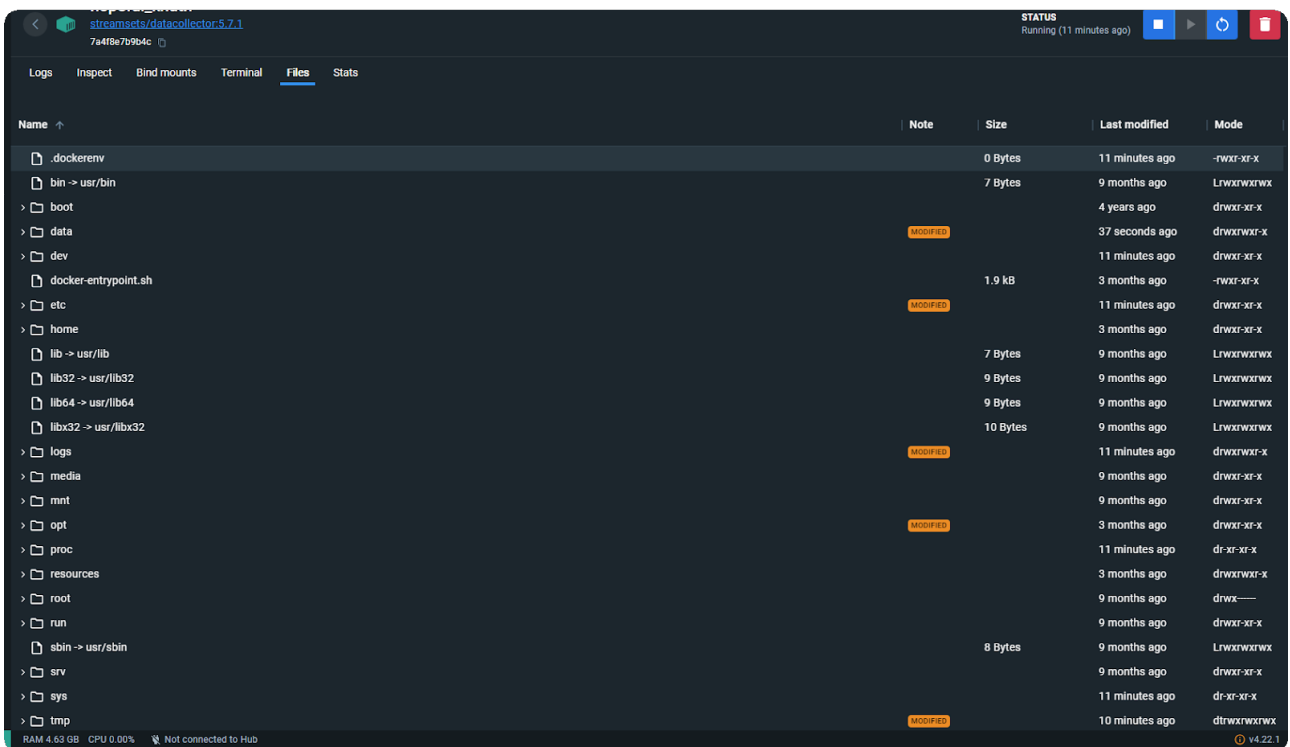 streamsets/datacollector:5.7.1
7a4f8e7b9b4c
STATUS
Running (11 minutes ago)
Logs Inspect Bind mounts Terminal Files Stats
Name Note Size Last modified Mode
.dockerenv 0 Bytes 11 minutes ago -rwxr-xr-x
bin -> usr/bin 7 Bytes 9 months ago Lrwxrwxrwx
boot 4 years ago drwxr-xr-x
data MODIFIED 37 seconds ago drwxrwxr-x
dev 11 minutes ago drwxr-xr-x
docker-entrypoint.sh 1.9 kB 3 months ago -rwxr-xr-x
etc MODIFIED 11 minutes ago drwxr-xr-x
home 3 months ago drwxr-xr-x
lib -> usr/lib 7 Bytes 9 months ago Lrwxrwxrwx
lib32 -> usr/lib32 9 Bytes 9 months ago Lrwxrwxrwx
lib64 -> usr/lib64 9 Bytes 9 months ago Lrwxrwxrwx
libx32 -> usr/libx32 10 Bytes 9 months ago Lrwxrwxrwx
logs MODIFIED 11 minutes ago drwxrwxr-x
media 9 months ago drwxr-xr-x
mnt 9 months ago drwxr-xr-x
opt MODIFIED 3 months ago drwxr-xr-x
proc 11 minutes ago dr-xr-xr-x
resources 3 months ago drwxrwxr-x
root 9 months ago drwx------
run 9 months ago drwxr-xr-x
sbin -> usr/sbin 8 Bytes 9 months ago Lrwxrwxrwx
srv 9 months ago drwxr-xr-x
sys 11 minutes ago dr-xr-xr-x
tmp MODIFIED 10 minutes ago dtrwxrwxrwx
RAM 4.63 GB CPU 0.00% Not connected to Hub v4.22.1